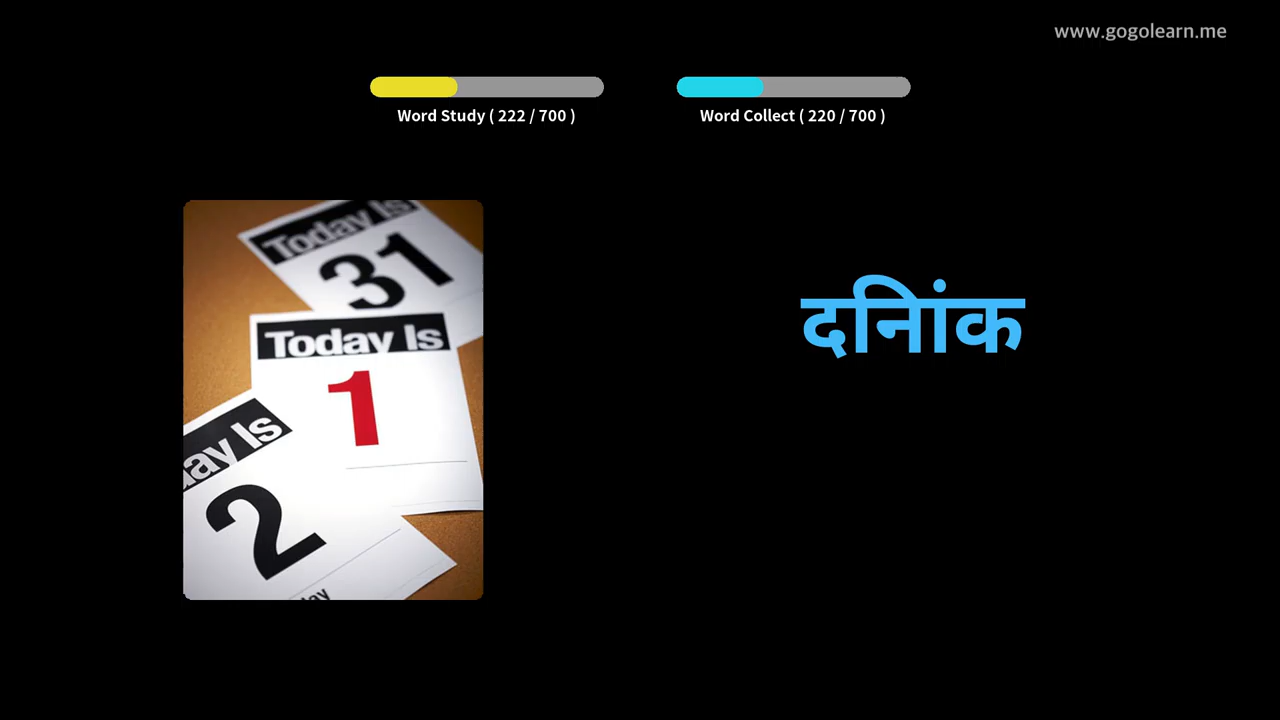 www.gogolearn.me
Word Study ( 222 / 700 )
Word Collect ( 220 / 700 )
Today Is
31
Today Is
1
दनिांक
ay Is
2